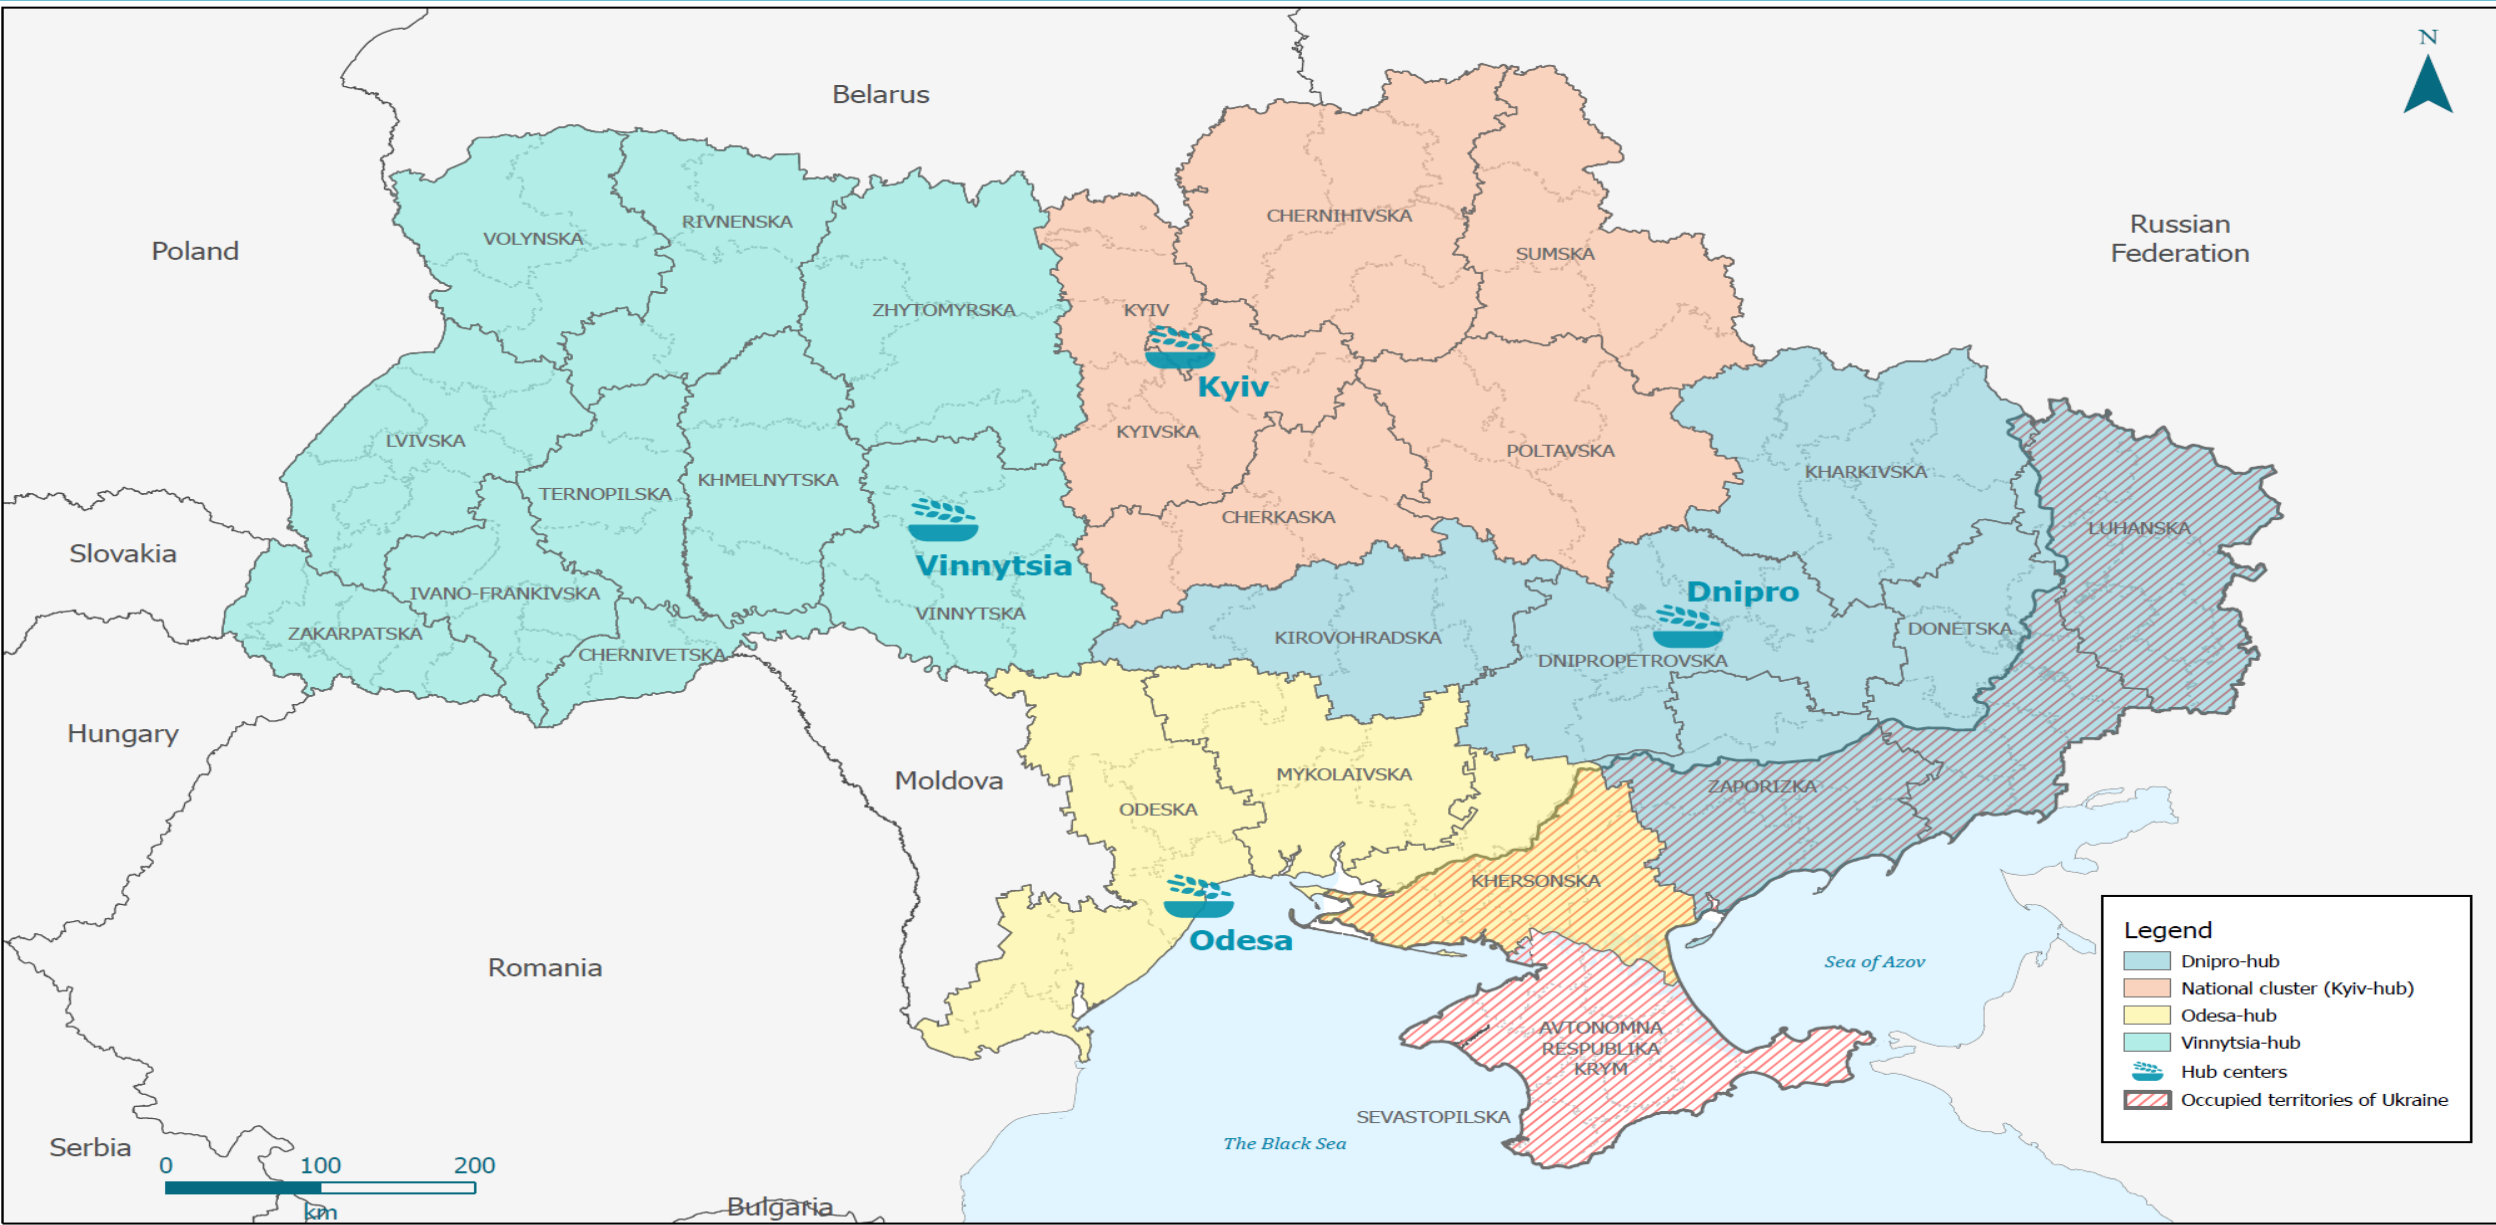 N
Belarus
Poland
Russian
Federation
CHERNIHIVSKA
RIVNENSKA
VOLYNSKA
SUMSKA
ZHYTOMYRSKA
KYIV
Kyiv
KYIVSKA
LVIVSKA
POLTAVSKA
KHARKIVSKA
KHMELNYTSKA
TERNOPILSKA
CHERKASKA
LUHANSKA
Slovakia
Vinnytsia
Dnipro
IVANO-FRANKIVSKA
VINNYTSKA
ZAKARPATSKA
DONETSKA
KIROVOHRADSKA
CHERNIVETSKA
DNIPROPETROVSKA
Hungary
Moldova
MYKOLAIVSKA
ZAPORIZKA
ODESKA
KHERSONSKA
Odesa
Romania
Sea of Azov
AVTONOMNA
RESPUBLIKA
KRYM
SEVASTOPILSKA
The Black Sea
Serbia
Bulgaria
0 100 200
km
Legend
Dnipro-hub
National cluster (Kyiv-hub)
Odesa-hub
Vinnytsia-hub
Hub centers
Occupied territories of Ukraine